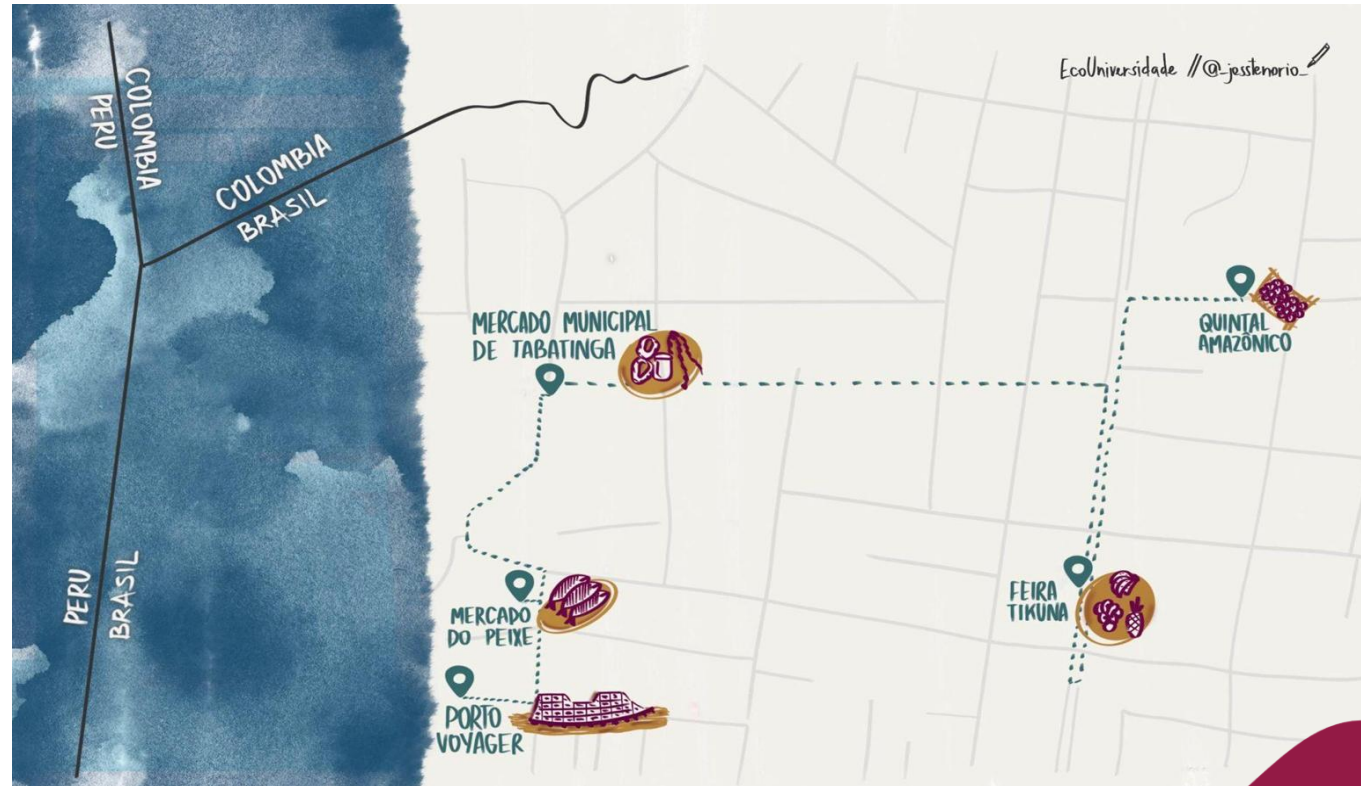 EcoUniversidade //@_jesstenorio_
COLOMBIA
PERU
COLOMBIA
BRASIL
MERCADO MUNICIPAL
DE TABATINGA
QUINTAL
AMAZÔNICO
PERU
BRASIL
MERCADO
DO PEIXE
FEIRA
TIKUNA
PORTO
VOYAGER